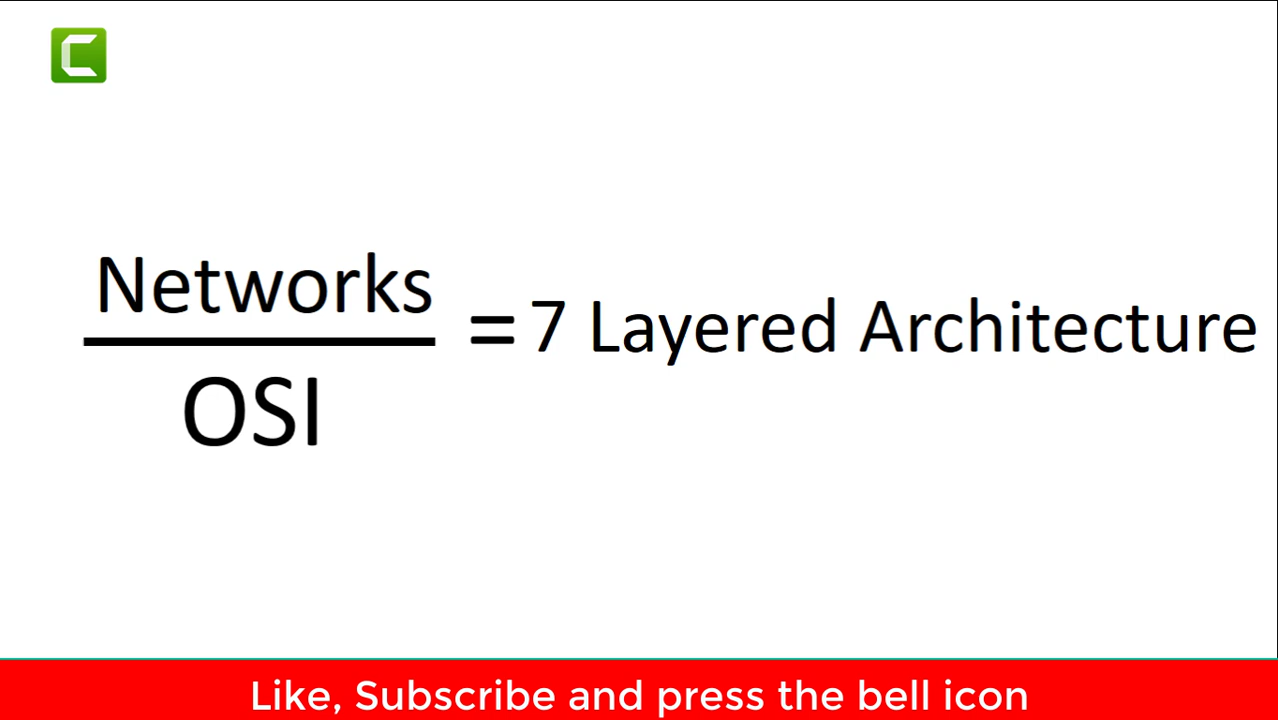 Networks
OSI
= 7 Layered Architecture
Like, Subscribe and press the bell icon